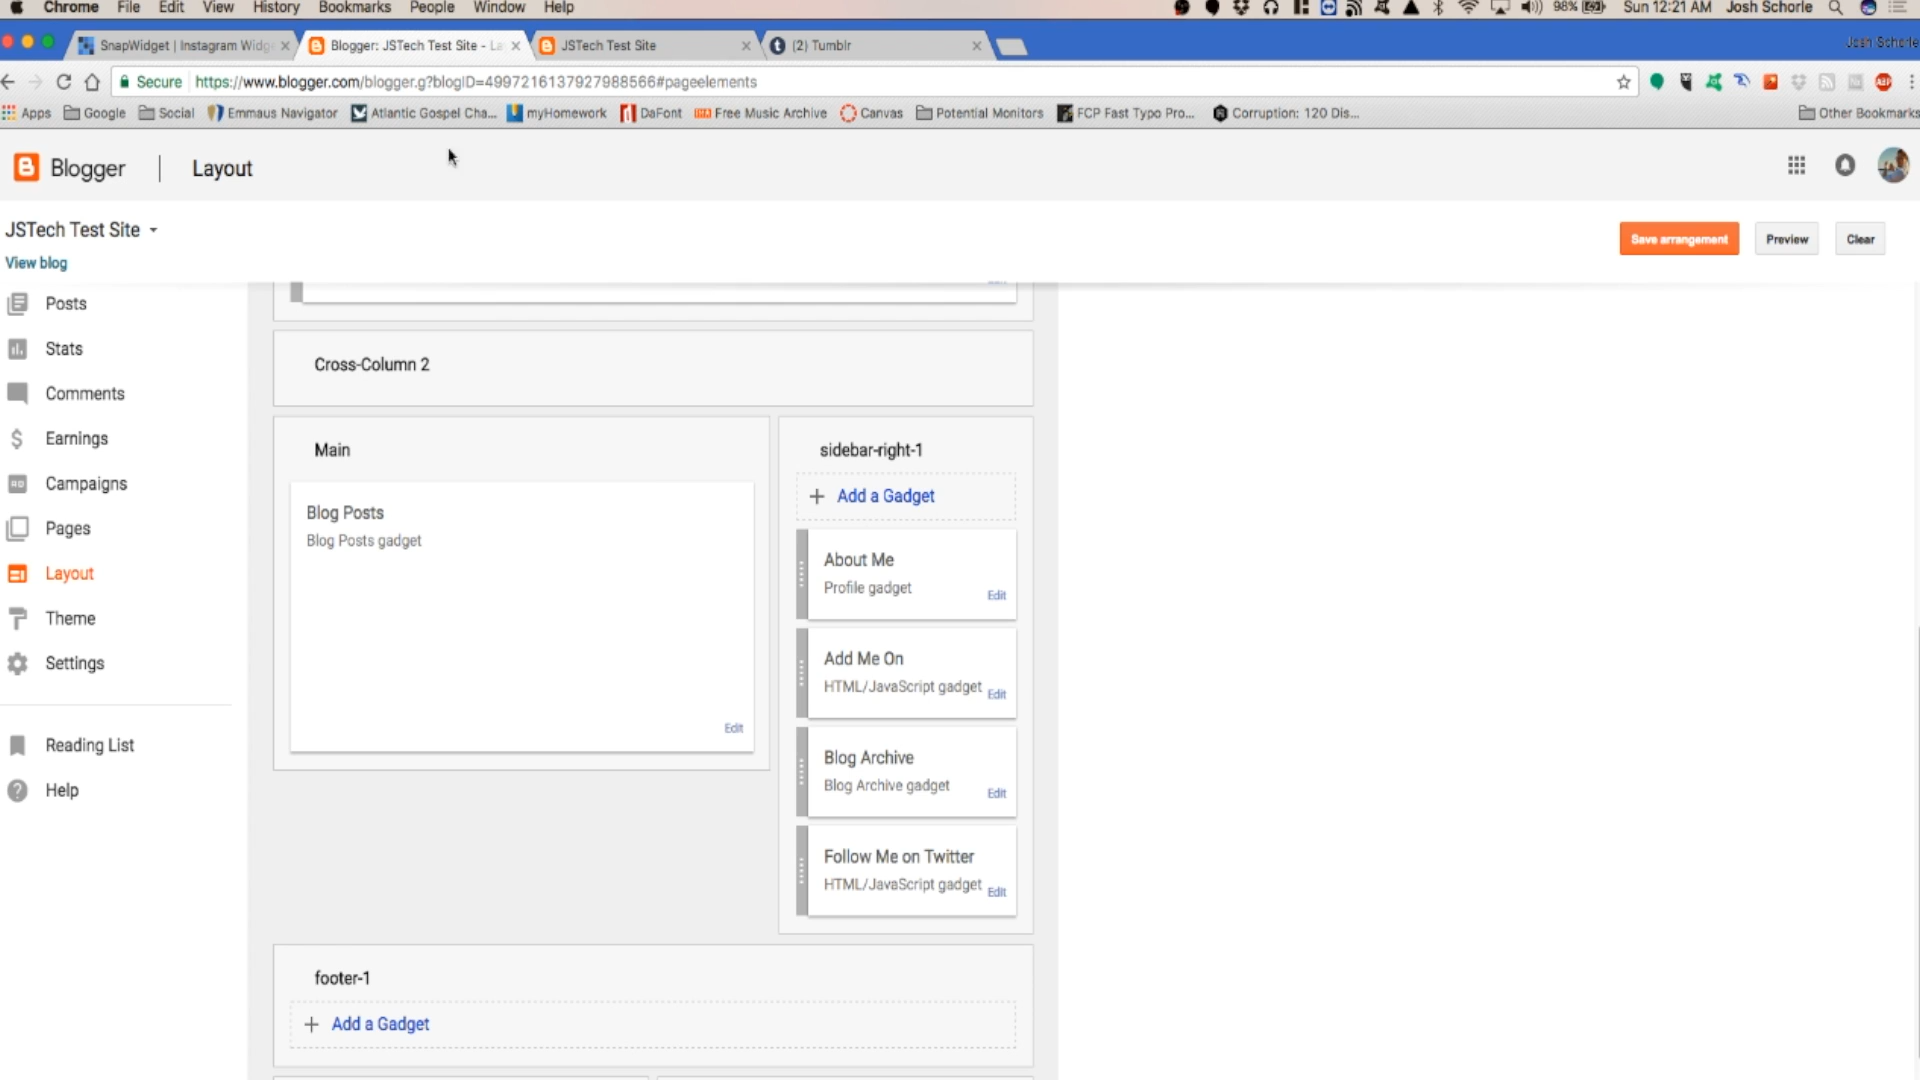 Chrome File Edit View History Bookmarks People Window Help 98% Sun 12:21 AM Josh Schorle
SnapWidget | Instagram Widg Blogger: JSTech Test Site - La JSTech Test Site (2) Tumblr Josh Schorle
Secure https://www.blogger.com/blogger.g?blogID=4997216137927988566#pageelements ABP
Apps Google Social Emmaus Navigator Atlantic Gospel Cha... myHomework DaFont Free Music Archive Canvas Potential Monitors FCP Fast Typo Pro... Corruption: 120 Dis... Other Bookmarks
Blogger | Layout
JSTech Test Site
Save arrangement Preview Clear
View blog
Posts
Stats
Comments
Earnings
Campaigns
Pages
Layout
Theme
Settings
Reading List
Help
Cross-Column 2
Main
Blog Posts
Blog Posts gadget
Edit
sidebar-right-1
+ Add a Gadget
About Me
Profile gadget
Edit
Add Me On
HTML/JavaScript gadget
Edit
Blog Archive
Blog Archive gadget
Edit
Follow Me on Twitter
HTML/JavaScript gadget
Edit
footer-1
+ Add a Gadget